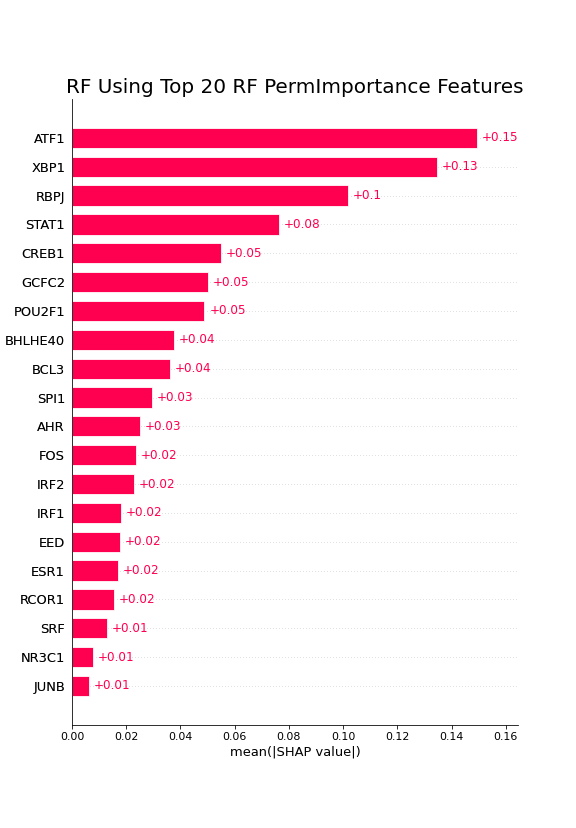 RF Using Top 20 RF PermImportance Features
ATF1 +0.15
XBP1 +0.13
RBPJ +0.1
STAT1 +0.08
CREB1 +0.05
GCFC2 +0.05
POU2F1 +0.05
BHLHE40 +0.04
BCL3 +0.04
SPI1 +0.03
AHR +0.03
FOS +0.02
IRF2 +0.02
IRF1 +0.02
EED +0.02
ESR1 +0.02
RCOR1 +0.02
SRF +0.01
NR3C1 +0.01
JUNB +0.01
0.00 0.02 0.04 0.06 0.08 0.10 0.12 0.14 0.16
mean(|SHAP value|)